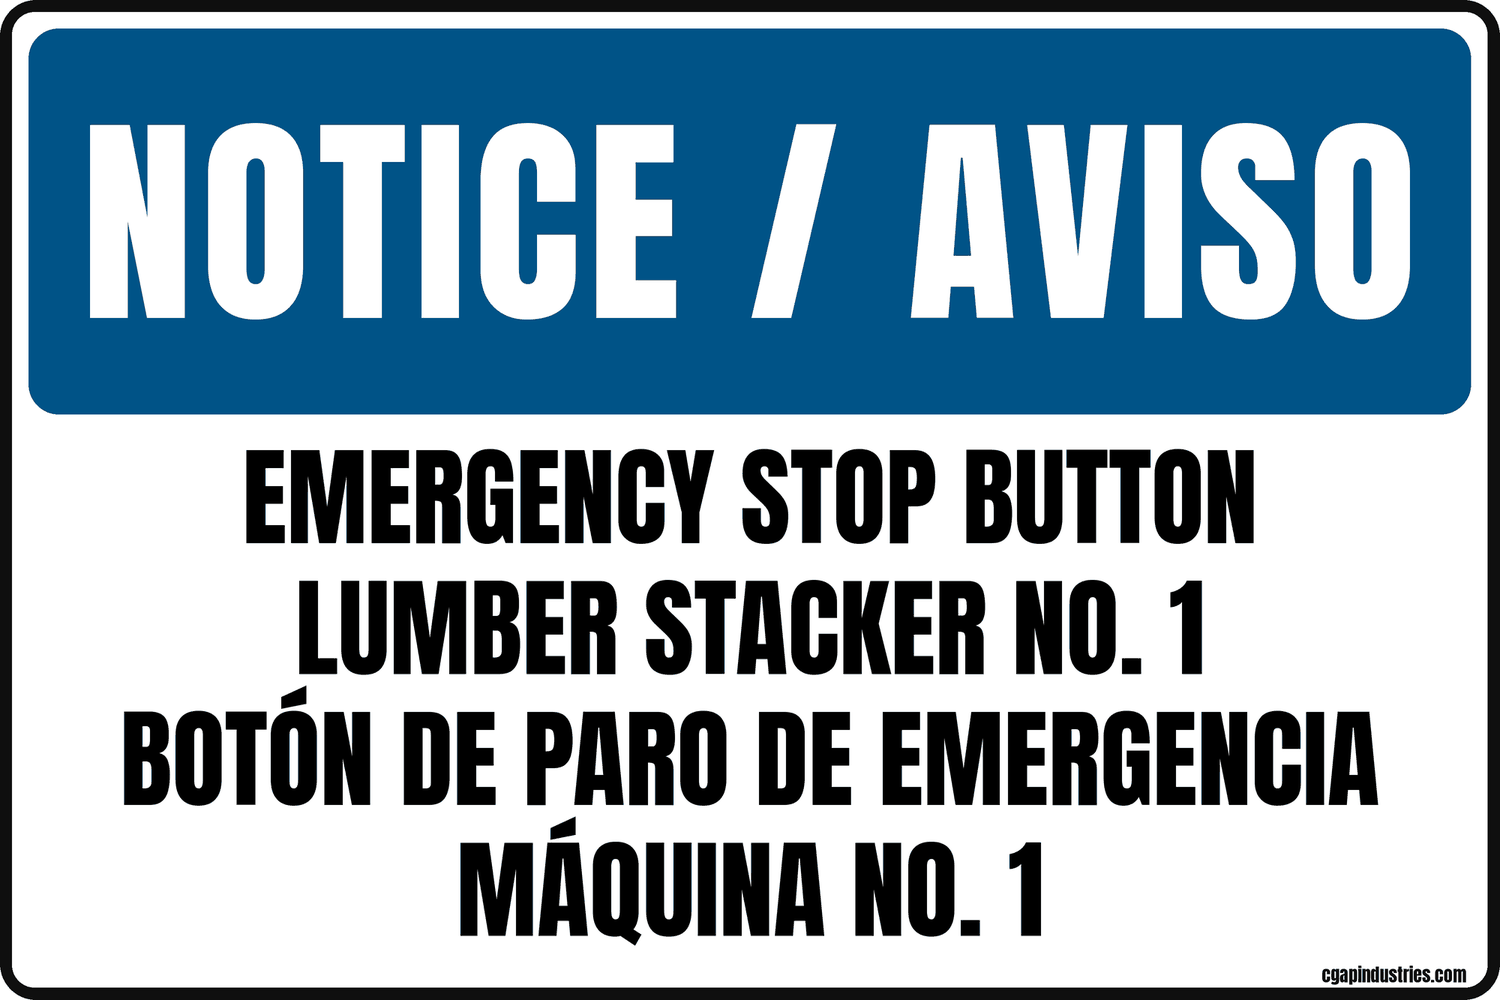 NOTICE / AVISO
EMERGENCY STOP BUTTON
LUMBER STACKER NO. 1
BOTÓN DE PARO DE EMERGENCIA
MÁQUINA NO. 1
cgapindustries.com